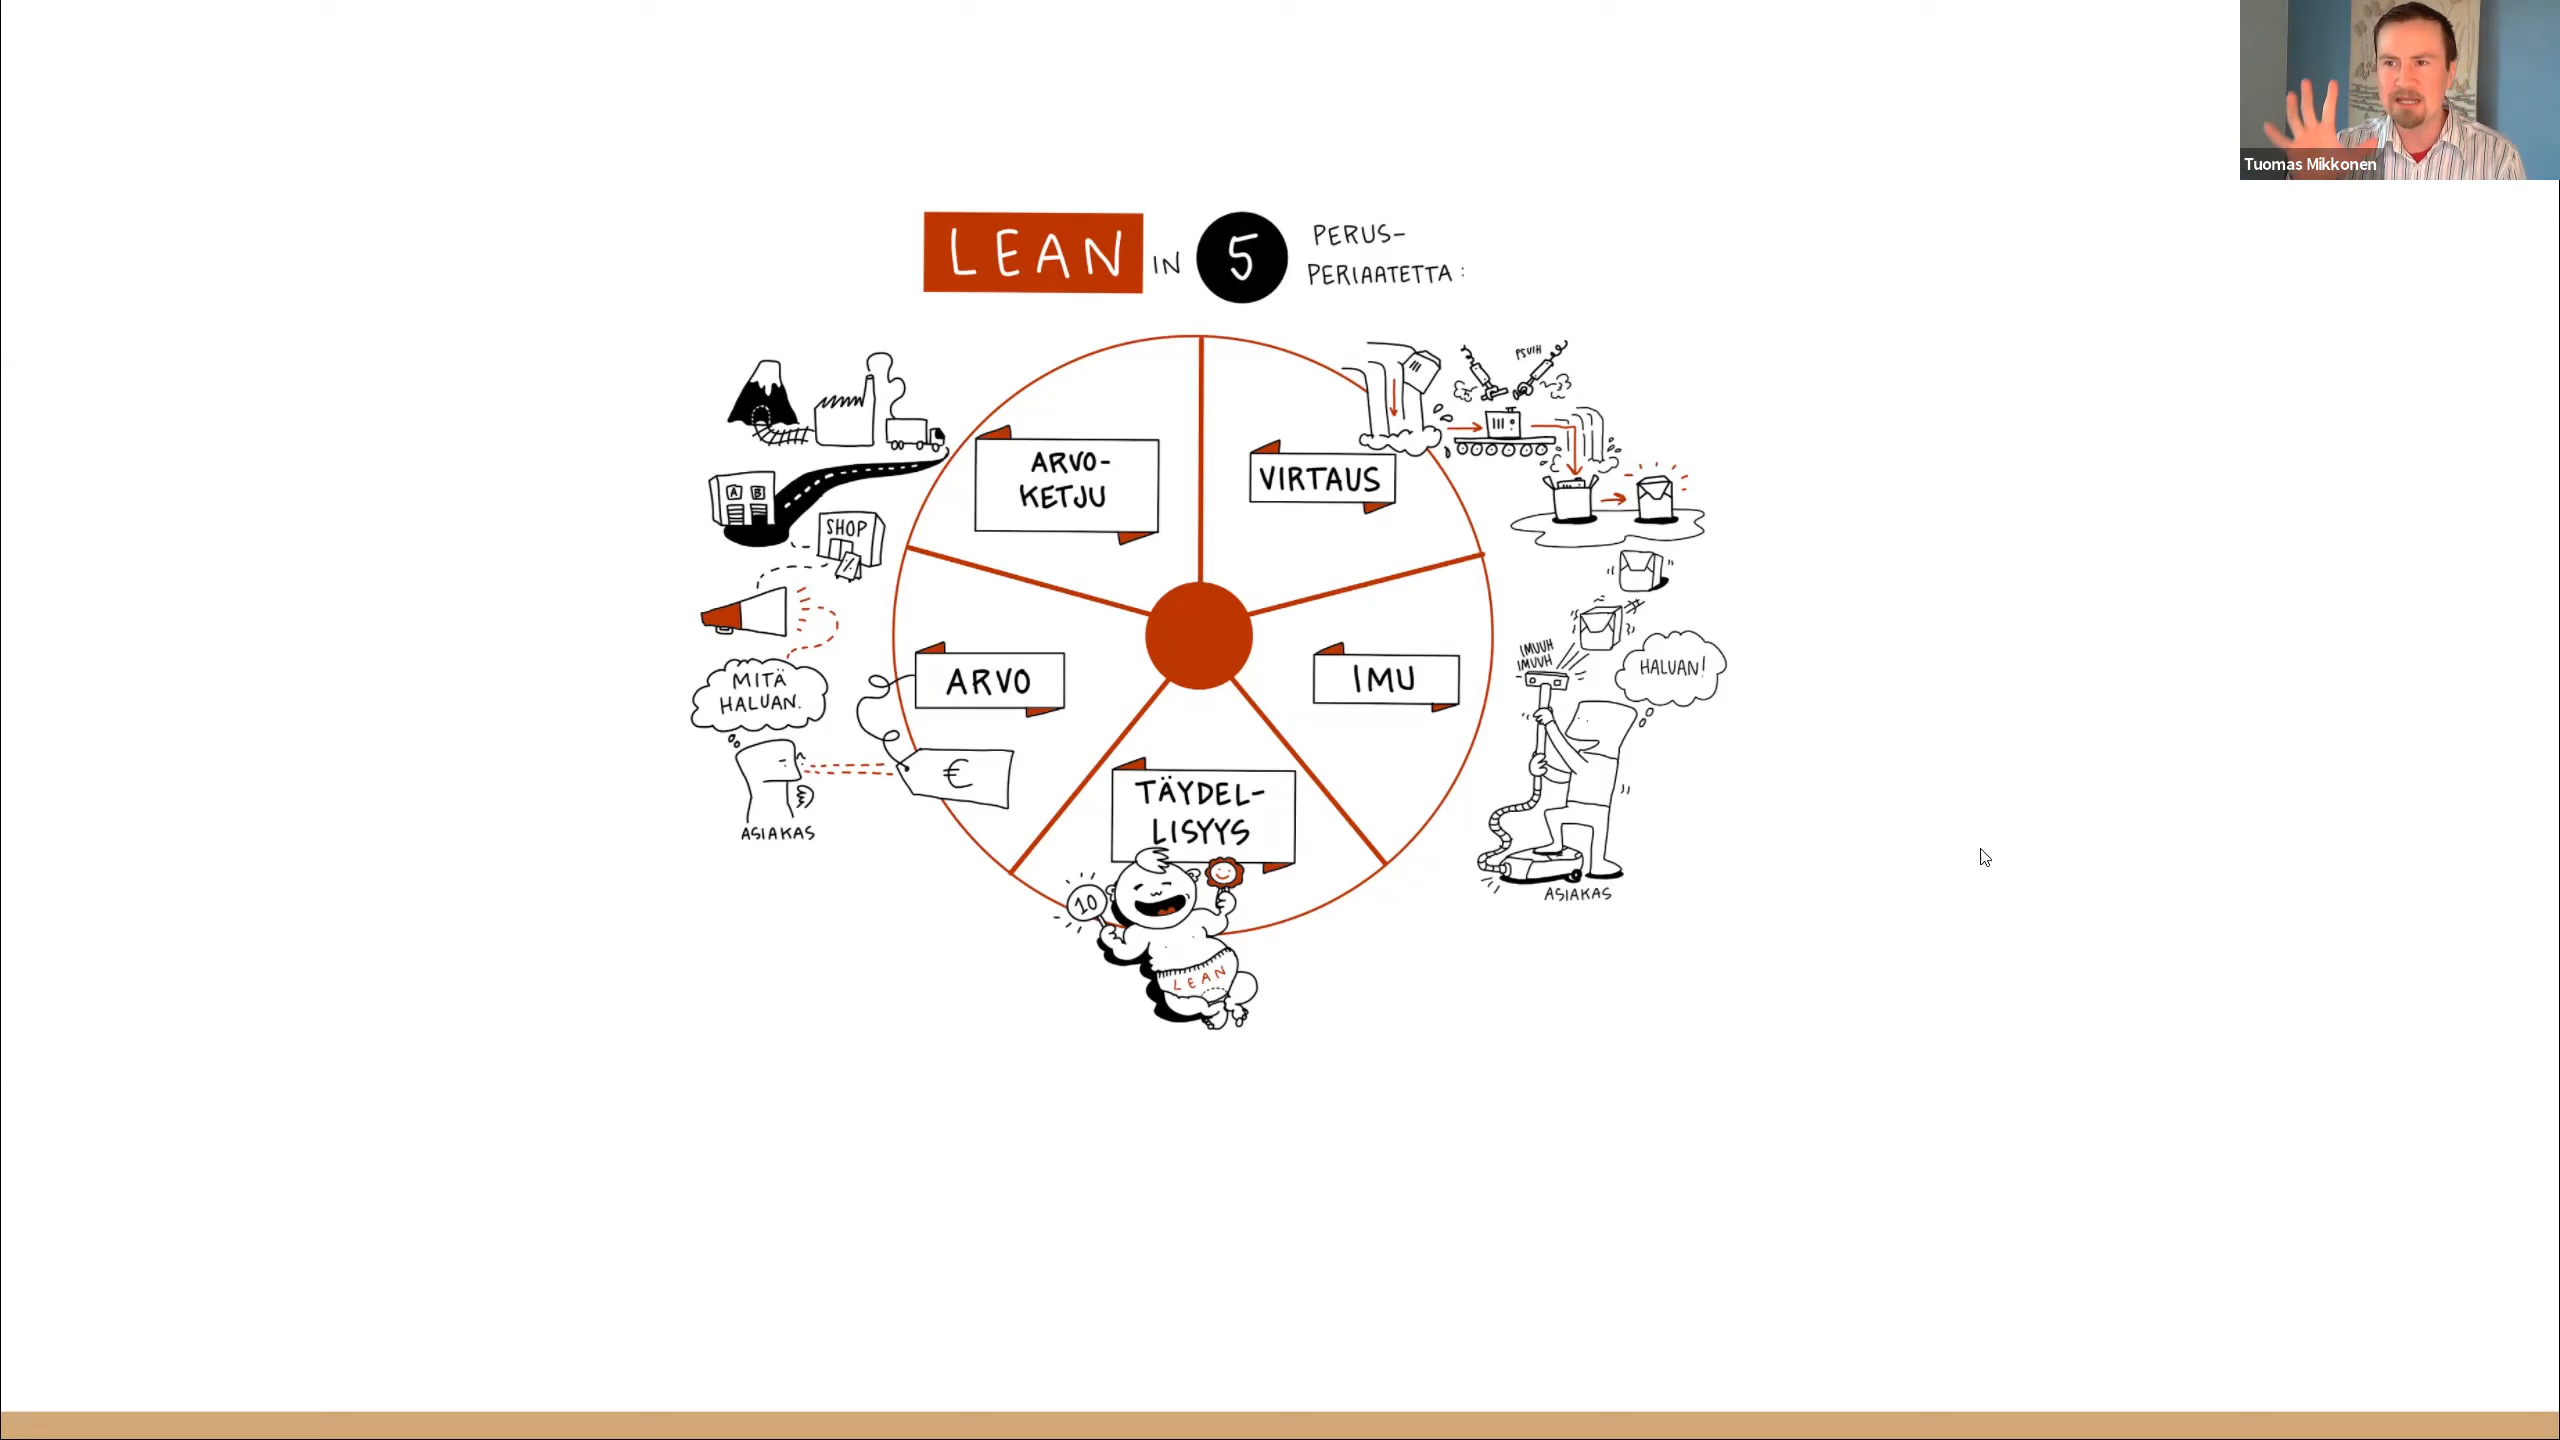 Tuomas Mikkonen
LEAN IN 5 PERUS-
PERIAATETTA:
PSUIH
ARVO-
KETJU
VIRTAUS
A B
SHOP
IMUUH
IMUUH
HALUAN!
MITÄ
HALUAN.
ARVO
IMU
€
TÄYDEL-
LISYYS
ASIAKAS
ASIAKAS
10
LEAN